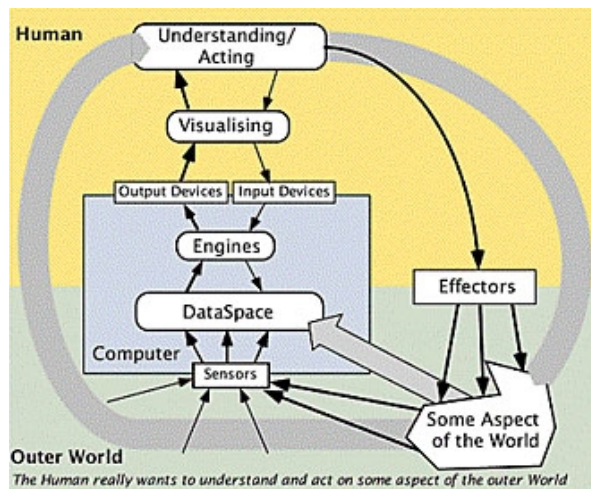 Human
Understanding/
Acting
Visualising
Output Devices
Input Devices
Engines
Effectors
DataSpace
Computer
Sensors
Some Aspect
of the World
Outer World
The Human really wants to understand and act on some aspect of the outer World